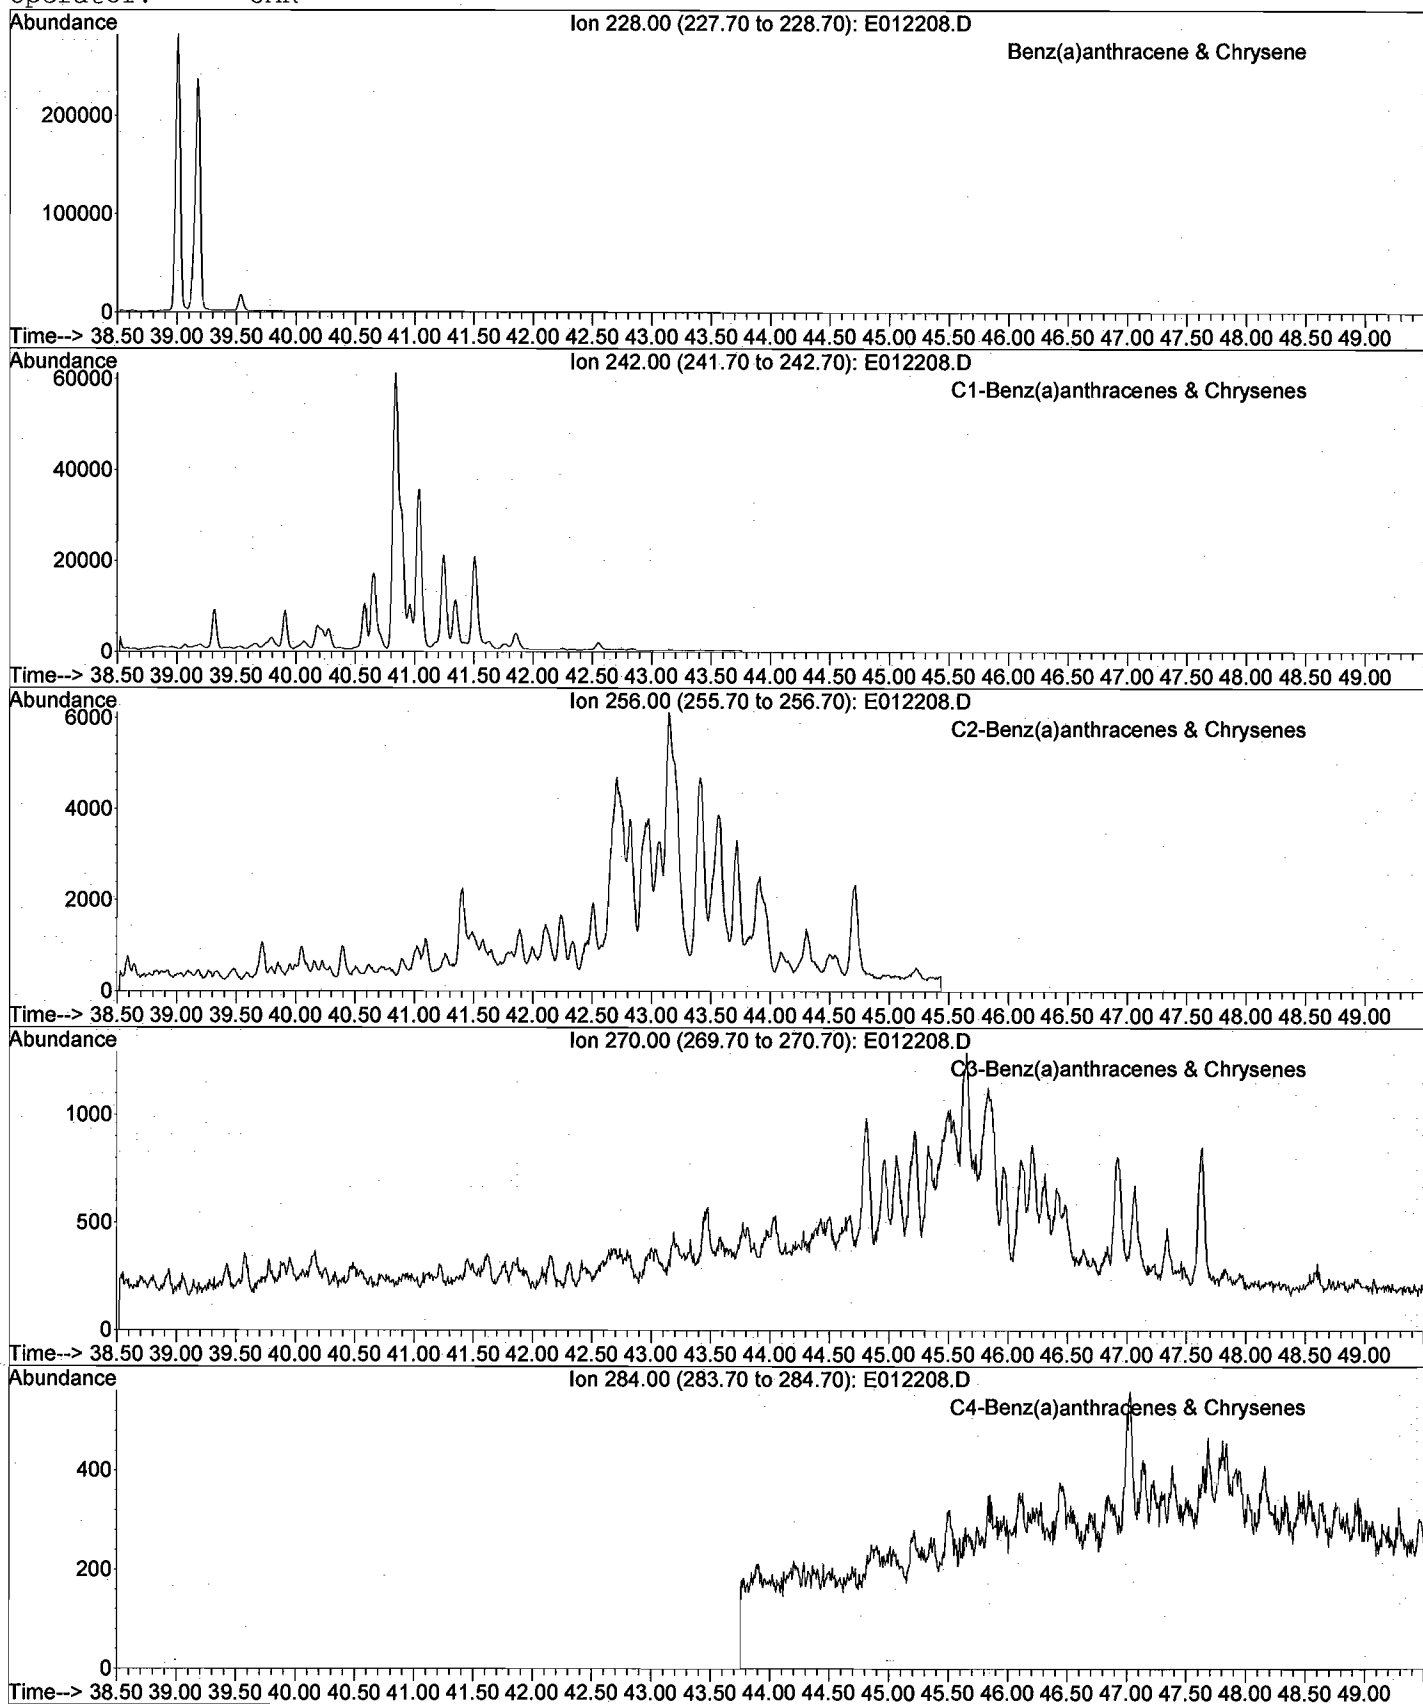 Abundance Ion 228.00 (227.70 to 228.70): E012208.D
Benz(a)anthracene & Chrysene
200000
100000
0
Time--> 38.50 39.00 39.50 40.00 40.50 41.00 41.50 42.00 42.50 43.00 43.50 44.00 44.50 45.00 45.50 46.00 46.50 47.00 47.50 48.00 48.50 49.00
Abundance Ion 242.00 (241.70 to 242.70): E012208.D
60000
C1-Benz(a)anthracenes & Chrysenes
40000
20000
0
Time--> 38.50 39.00 39.50 40.00 40.50 41.00 41.50 42.00 42.50 43.00 43.50 44.00 44.50 45.00 45.50 46.00 46.50 47.00 47.50 48.00 48.50 49.00
Abundance Ion 256.00 (255.70 to 256.70): E012208.D
6000
C2-Benz(a)anthracenes & Chrysenes
4000
2000
0
Time--> 38.50 39.00 39.50 40.00 40.50 41.00 41.50 42.00 42.50 43.00 43.50 44.00 44.50 45.00 45.50 46.00 46.50 47.00 47.50 48.00 48.50 49.00
Abundance Ion 270.00 (269.70 to 270.70): E012208.D
C3-Benz(a)anthracenes & Chrysenes
1000
500
0
Time--> 38.50 39.00 39.50 40.00 40.50 41.00 41.50 42.00 42.50 43.00 43.50 44.00 44.50 45.00 45.50 46.00 46.50 47.00 47.50 48.00 48.50 49.00
Abundance Ion 284.00 (283.70 to 284.70): E012208.D
C4-Benz(a)anthracenes & Chrysenes
400
200
0
Time--> 38.50 39.00 39.50 40.00 40.50 41.00 41.50 42.00 42.50 43.00 43.50 44.00 44.50 45.00 45.50 46.00 46.50 47.00 47.50 48.00 48.50 49.00